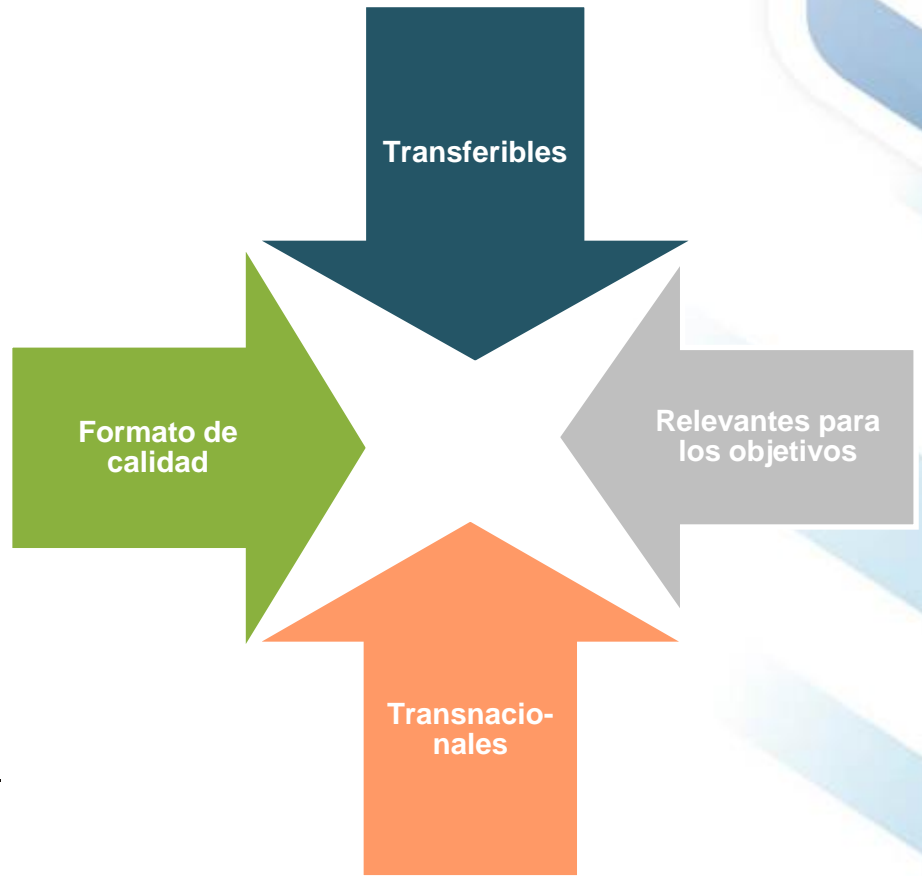 Transferibles
Formato de
calidad
Relevantes para
los objetivos
Transnacio-
nales